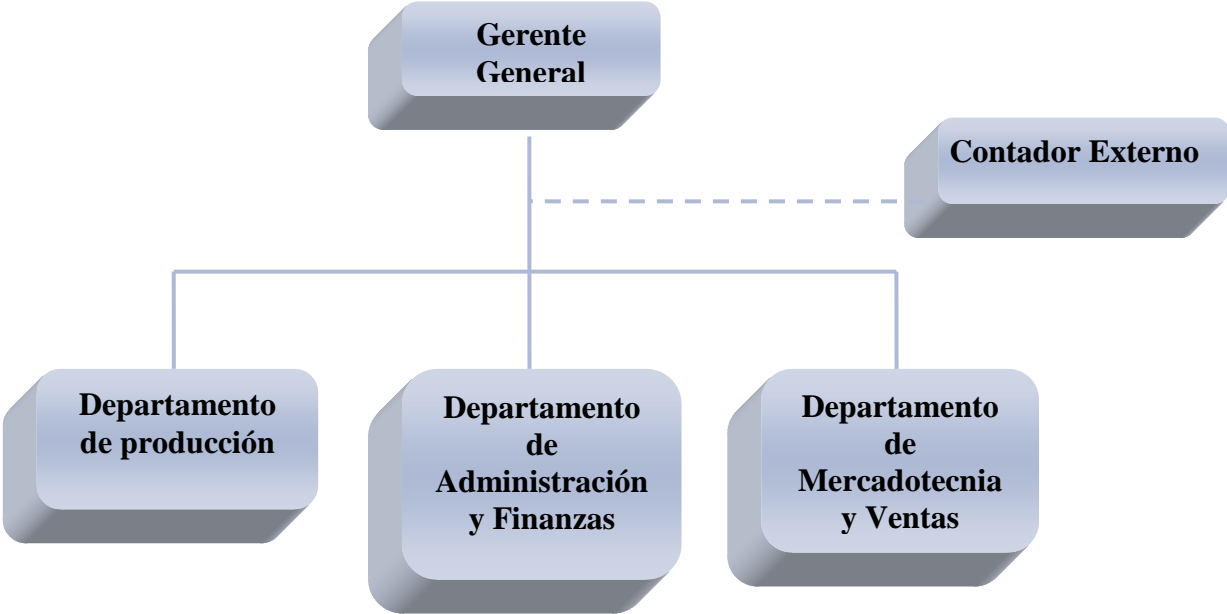 Gerente
General
Contador Externo
Departamento
de producción
Departamento
de
Administración
y Finanzas
Departamento
de
Mercadotecnia
y Ventas